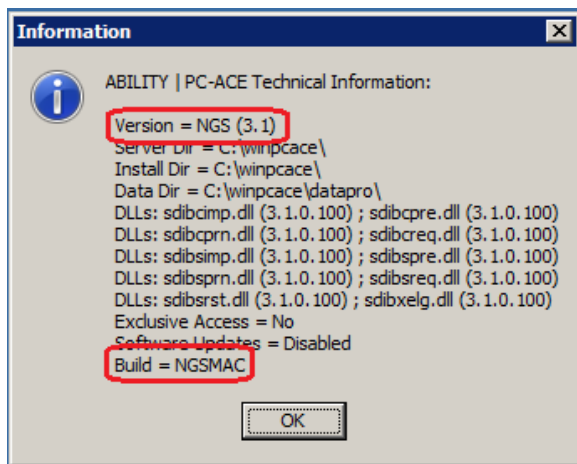 Information
ABILITY | PC-ACE Technical Information:
Version = NGS (3.1)
Server Dir = C:\winpcace\
Install Dir = C:\winpcace\
Data Dir = C:\winpcace\datapro\
DLLs: sdibcimp.dll (3.1.0.100) ; sdibcpre.dll (3.1.0.100)
DLLs: sdibcprn.dll (3.1.0.100) ; sdibcreq.dll (3.1.0.100)
DLLs: sdibsimp.dll (3.1.0.100) ; sdibspre.dll (3.1.0.100)
DLLs: sdibsprn.dll (3.1.0.100) ; sdibsreq.dll (3.1.0.100)
DLLs: sdibsrst.dll (3.1.0.100) ; sdibxelg.dll (3.1.0.100)
Exclusive Access = No
Software Updates = Disabled
Build = NGSMAC
OK